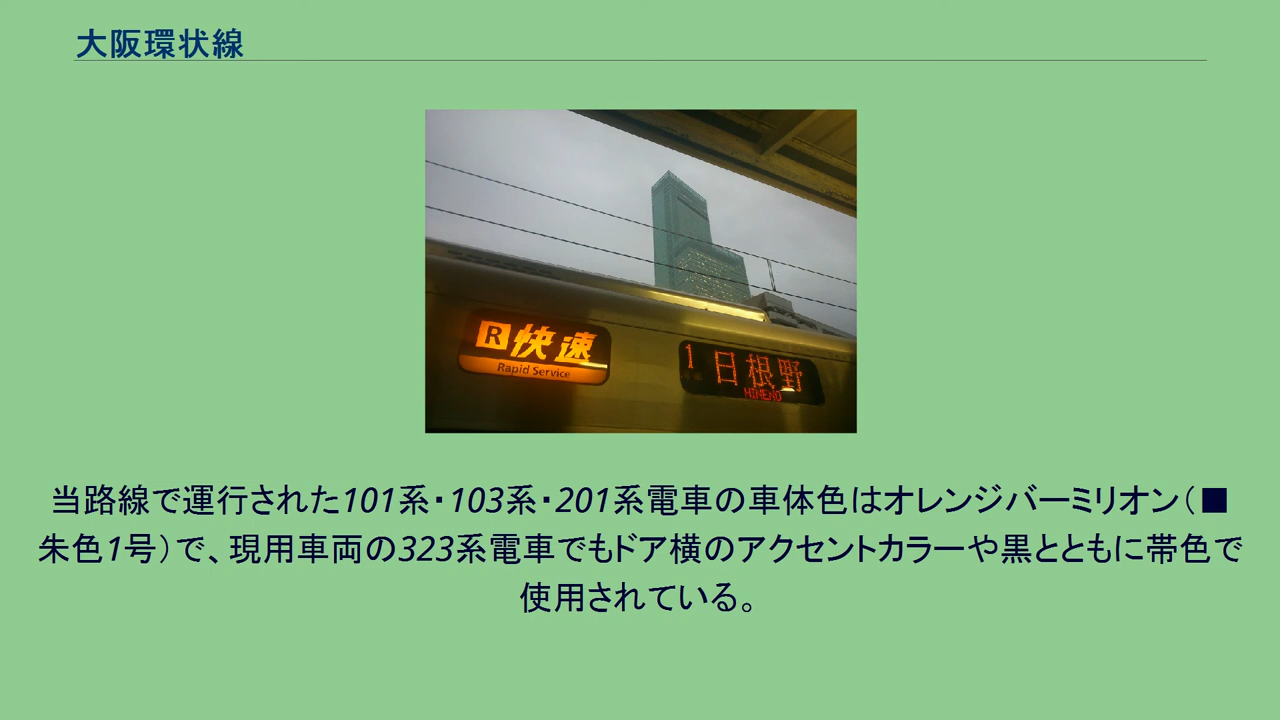 大阪環状線
R 快速
Rapid Service
1 日根野
HINENO
当路線で運行された101系・103系・201系電車の車体色はオレンジバーミリオン（■
朱色1号）で、現用車両の323系電車でもドア横のアクセントカラーや黒とともに帯色で
使用されている。